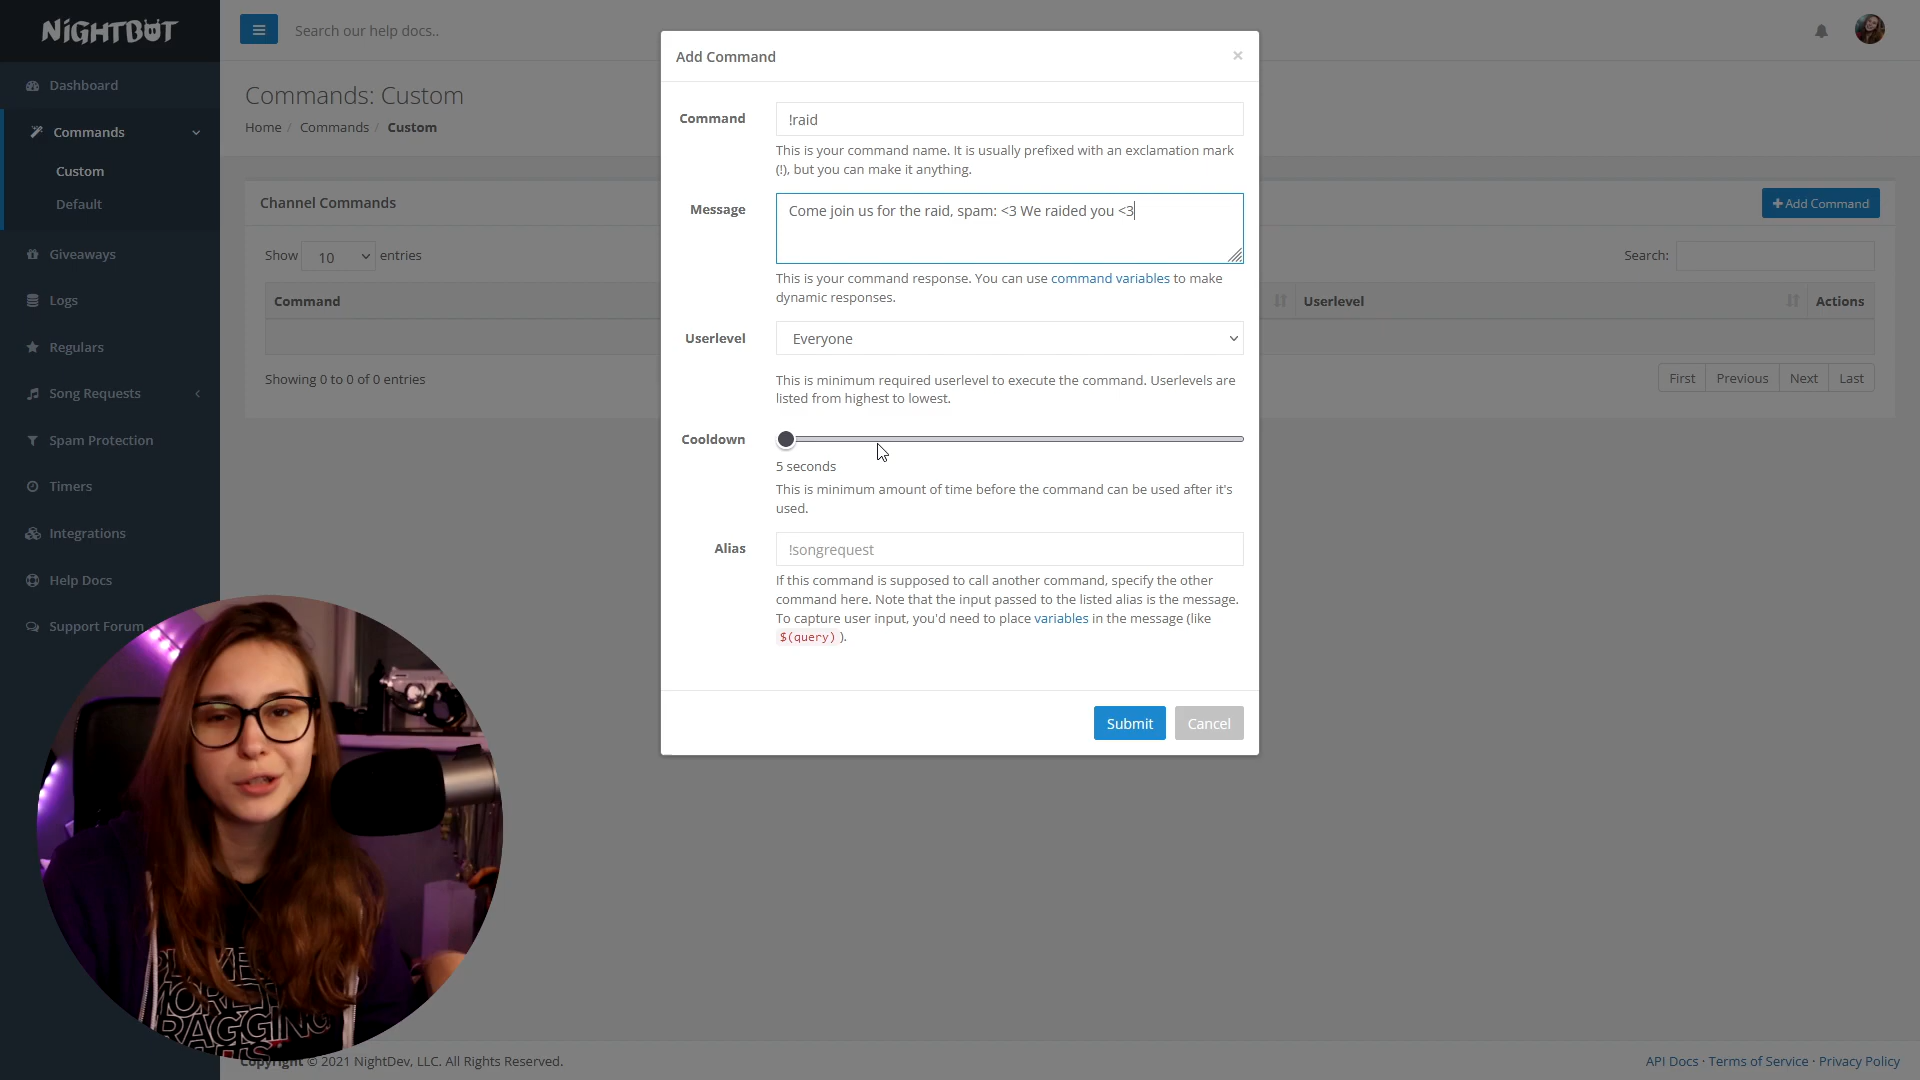 NiGHTBOT
Search our help docs..
Dashboard
Commands
Custom
Default
Giveaways
Logs
Regulars
Song Requests
Spam Protection
Timers
Integrations
Help Docs
Support Forum
Commands: Custom
Home / Commands / Custom
Channel Commands
+ Add Command
Show 10 entries
Search:
Command
Userlevel
Actions
Showing 0 to 0 of 0 entries
First Previous Next Last
Add Command ×
Command !raid
This is your command name. It is usually prefixed with an exclamation mark
(!), but you can make it anything.
Message Come join us for the raid, spam: <3 We raided you <3
This is your command response. You can use command variables to make
dynamic responses.
Userlevel Everyone
This is minimum required userlevel to execute the command. Userlevels are
listed from highest to lowest.
Cooldown
5 seconds
This is minimum amount of time before the command can be used after it's
used.
Alias !songrequest
If this command is supposed to call another command, specify the other
command here. Note that the input passed to the listed alias is the message.
To capture user input, you'd need to place variables in the message (like
$(query) ).
Submit Cancel
MORE
RAGGING
Copyright © 2021 NightDev, LLC. All Rights Reserved.
API Docs · Terms of Service · Privacy Policy